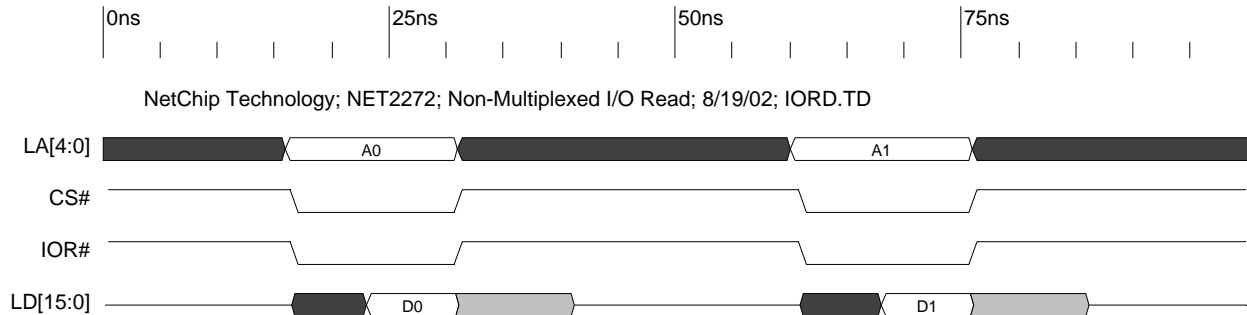 0ns 25ns 50ns 75ns
NetChip Technology; NET2272; Non-Multiplexed I/O Read; 8/19/02; IORD.TD
LA[4:0] A0 A1
CS#
IOR#
LD[15:0] D0 D1